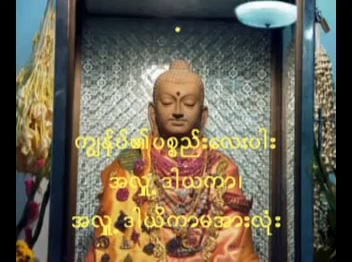 ကျွန်ုပ်၏ပစ္စည်းလေးပါး
အလှူ့ ဒါယကာ၊
အလှူ့ ဒါယိကာမအားလုံး